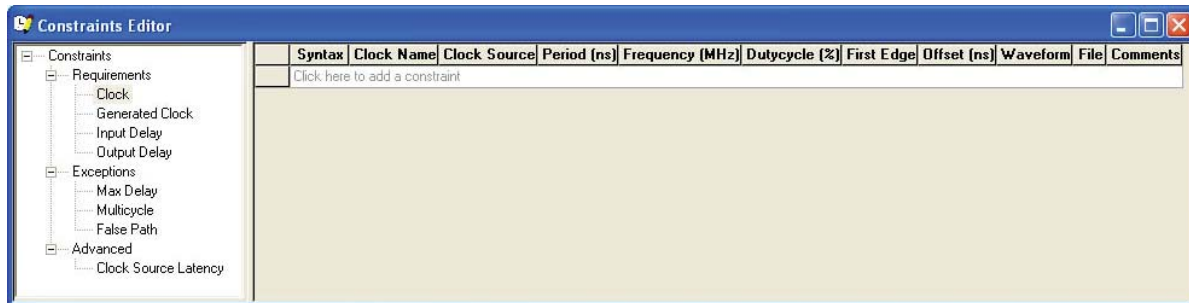 Constraints Editor
Constraints
Requirements
Clock
Generated Clock
Input Delay
Output Delay
Exceptions
Max Delay
Multicycle
False Path
Advanced
Clock Source Latency
Syntax Clock Name Clock Source Period (ns) Frequency (MHz) Dutycycle (%) First Edge Offset (ns) Waveform File Comments
Click here to add a constraint